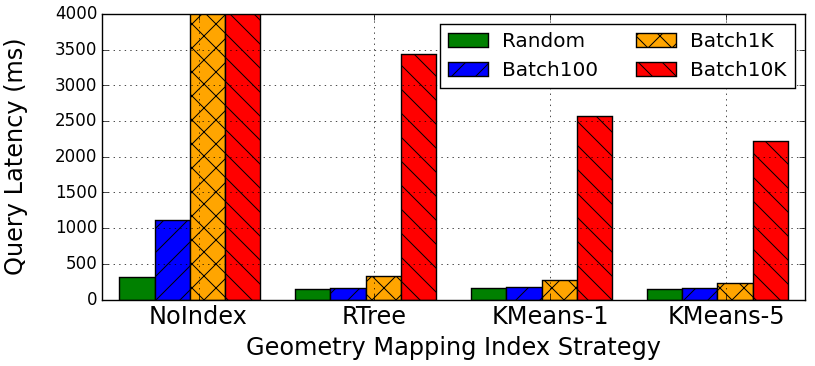 Query Latency (ms)
4000
3500
3000
2500
2000
1500
1000
500
0
Random
Batch1K
Batch100
Batch10K
NoIndex
RTree
KMeans-1
KMeans-5
Geometry Mapping Index Strategy